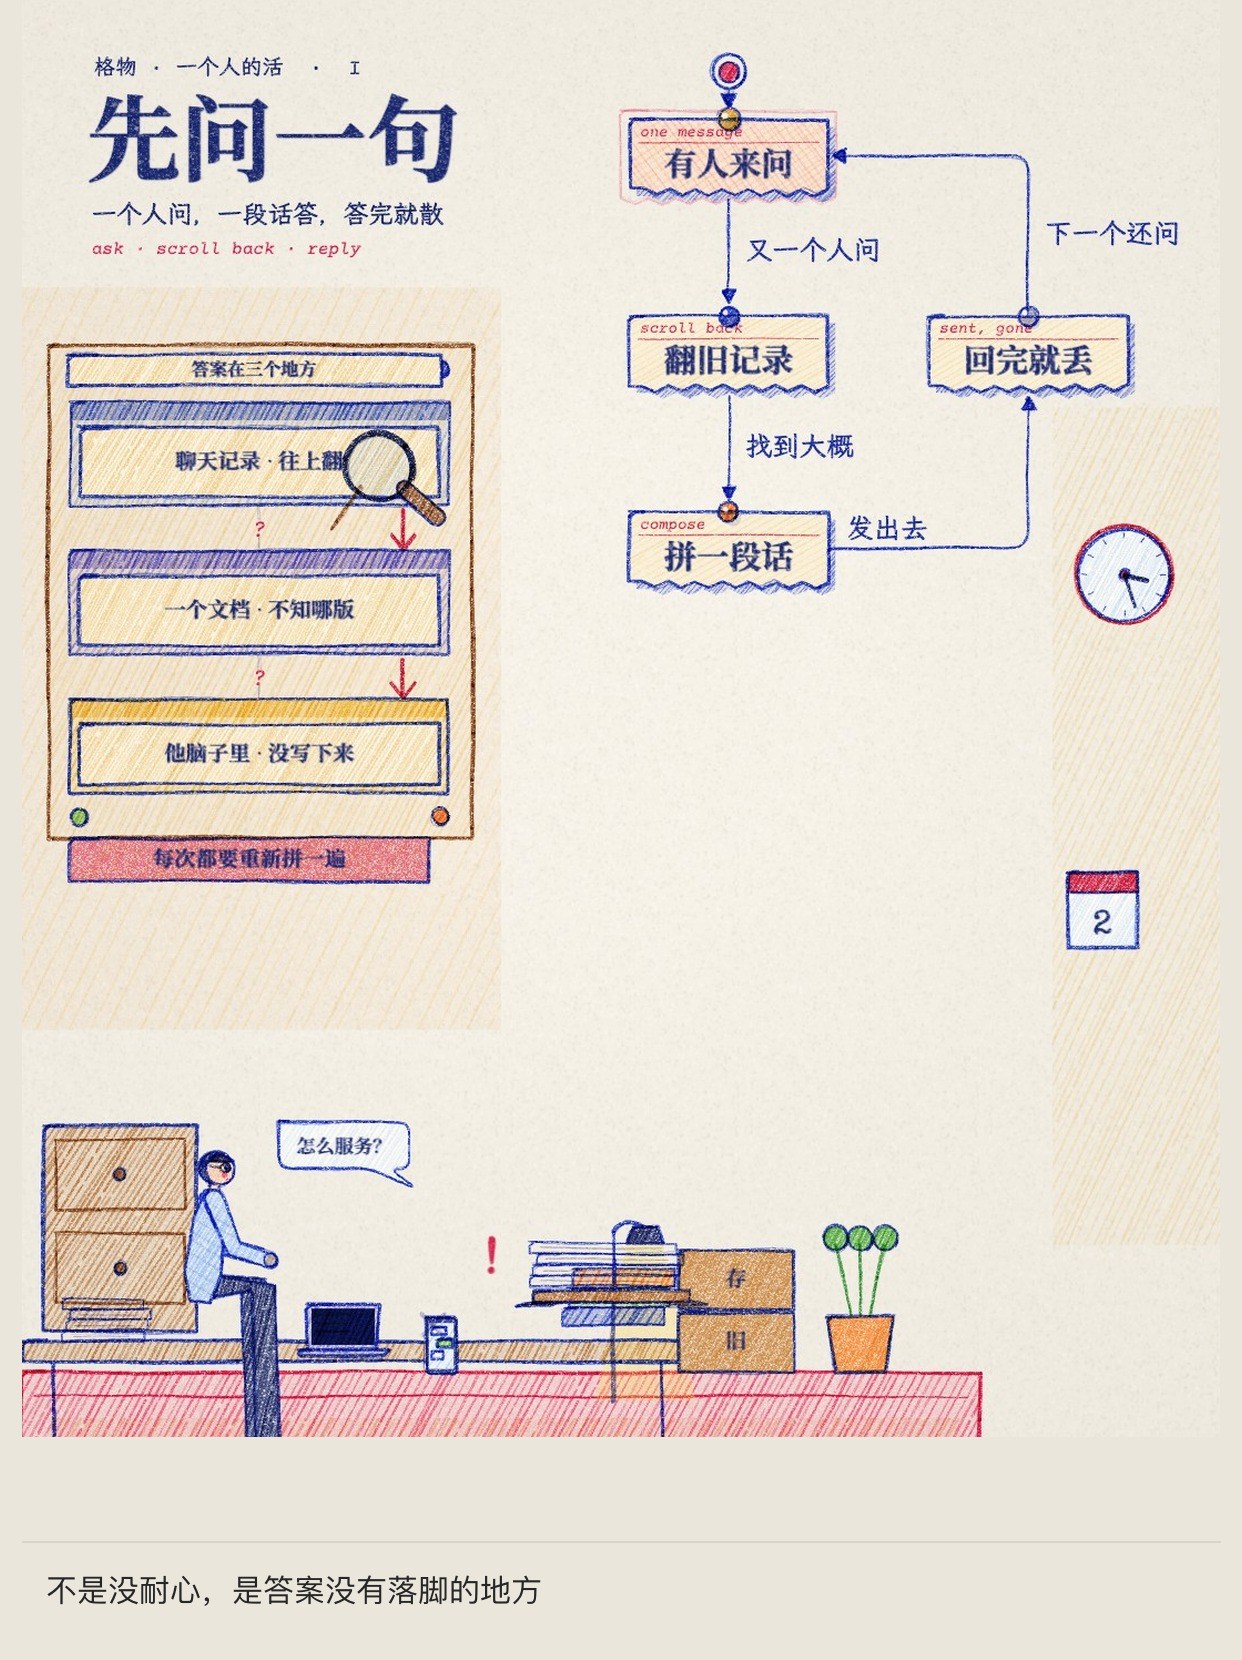 格物 · 一个人的活 · I
先问一句
一个人问，一段话答，答完就散
ask · scroll back · reply
答案在三个地方
聊天记录 · 往上翻
?
一个文档 · 不知哪版
?
他脑子里 · 没写下来
每次都要重新拼一遍
one message
有人来问
又一个人问
下一个还问
scroll back
翻旧记录
sent, gone
回完就丢
找到大概
compose
拼一段话
发出去
2
怎么服务？
!
存
旧
不是没耐心，是答案没有落脚的地方